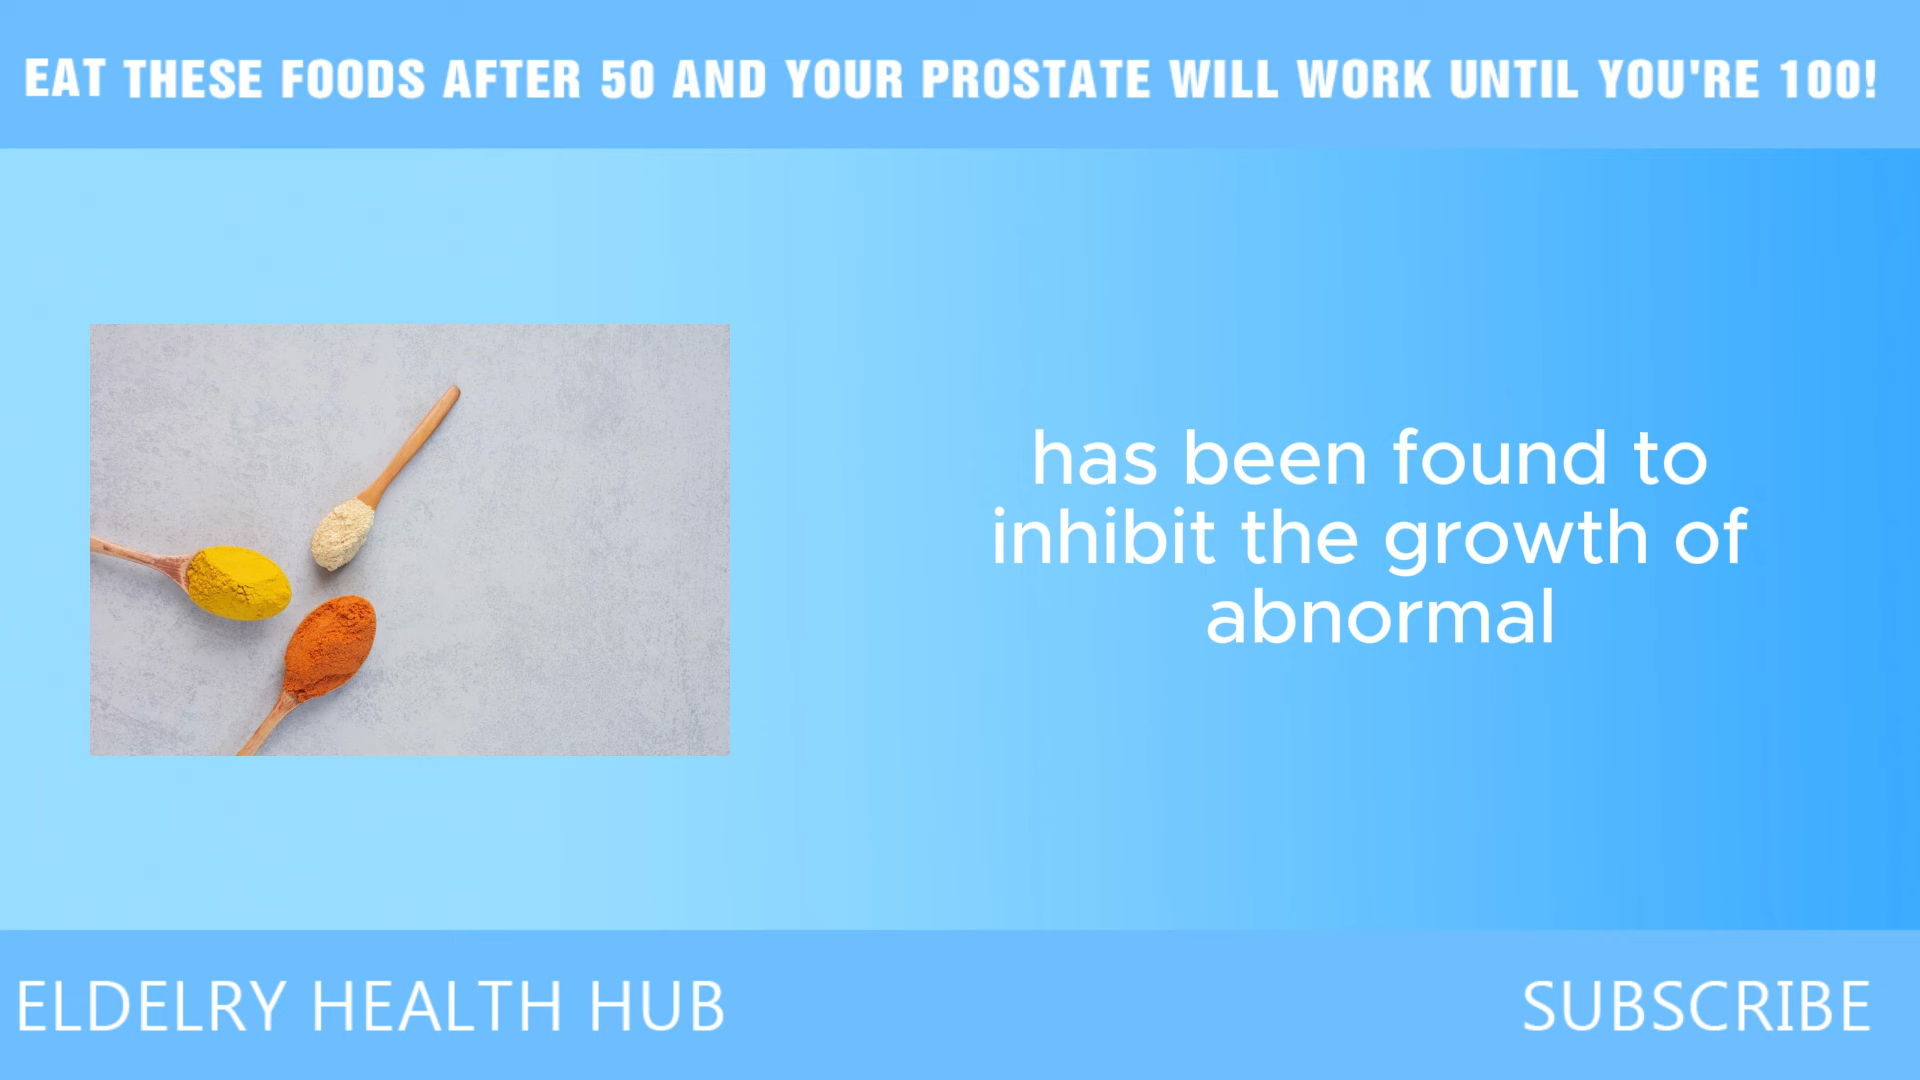 EAT THESE FOODS AFTER 50 AND YOUR PROSTATE WILL WORK UNTIL YOU'RE 100!
has been found to
inhibit the growth of
abnormal
ELDELRY HEALTH HUB
SUBSCRIBE